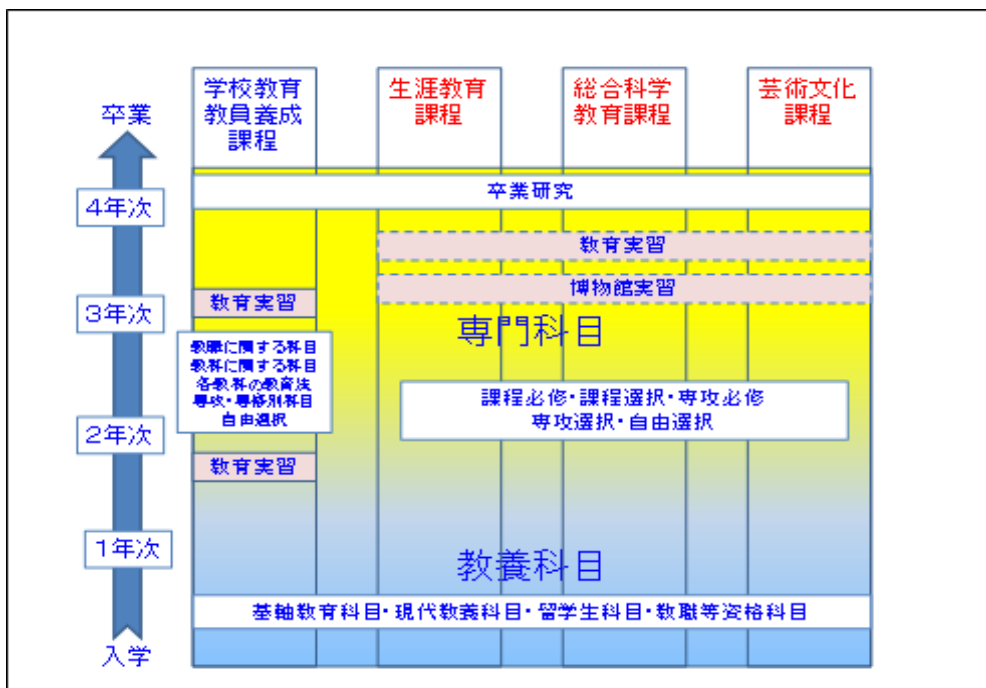 学校教育
教員養成
課程
生涯教育
課程
総合科学
教育課程
芸術文化
課程
卒業
4年次
卒業研究
教育実習
博物館実習
3年次
教育実習
専門科目
教職に関する科目
教科に関する科目
各教科の教育法
専攻・専修別科目
自由選択
課程必修・課程選択・専攻必修
専攻選択・自由選択
2年次
教育実習
1年次
教養科目
基軸教育科目・現代教養科目・留学生科目・教職等資格科目
入学